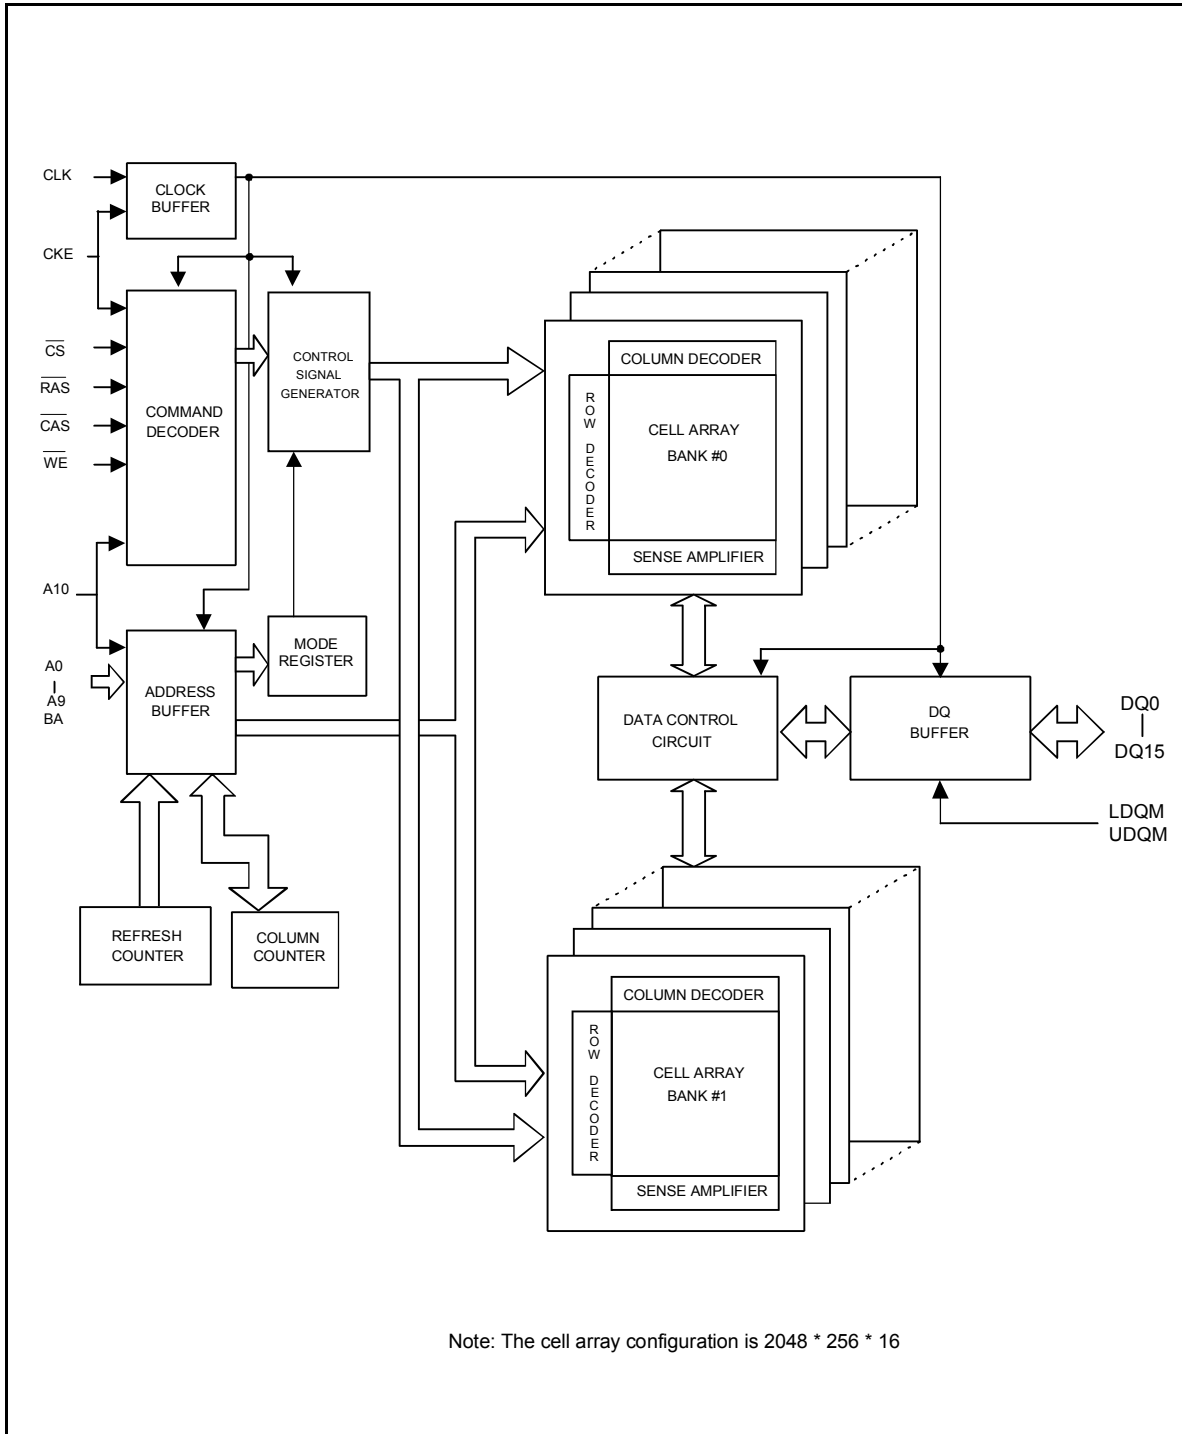 CLK
CLOCK
BUFFER
CKE
CS
RAS
CAS
WE
COMMAND
DECODER
CONTROL
SIGNAL
GENERATOR
A10
A0
A9
BA
ADDRESS
BUFFER
MODE
REGISTER
REFRESH
COUNTER
COLUMN
COUNTER
COLUMN DECODER
ROW DECODER
CELL ARRAY
BANK #0
SENSE AMPLIFIER
DATA CONTROL
CIRCUIT
DQ
BUFFER
DQ0
DQ15
LDQM
UDQM
COLUMN DECODER
ROW DECODER
CELL ARRAY
BANK #1
SENSE AMPLIFIER
Note: The cell array configuration is 2048 * 256 * 16